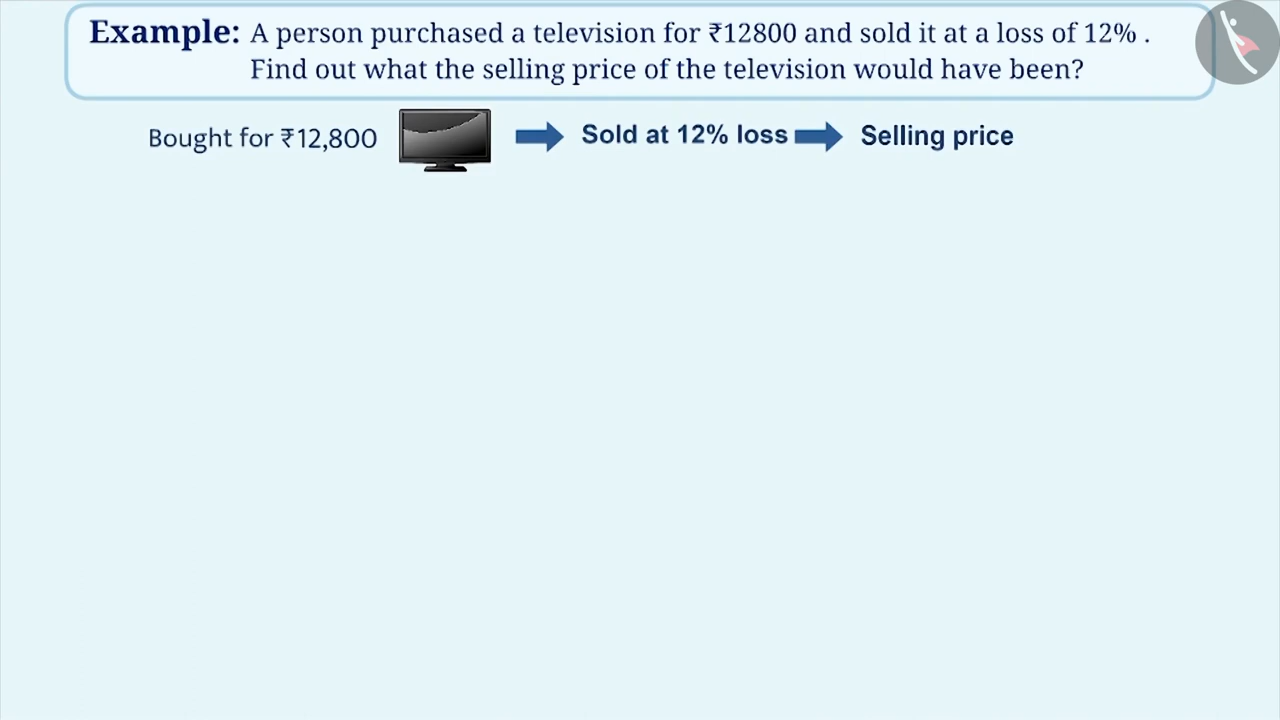 Example: A person purchased a television for ₹12800 and sold it at a loss of 12% .
Find out what the selling price of the television would have been?
Bought for ₹12,800 Sold at 12% loss Selling price